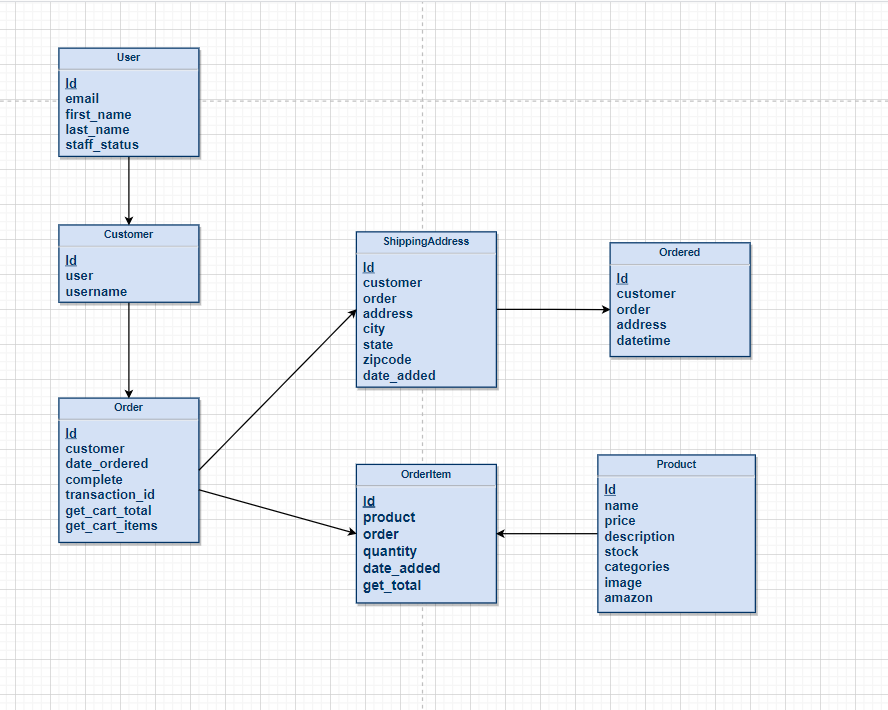 User
Id
email
first_name
last_name
staff_status
Customer
Id
user
username
Order
Id
customer
date_ordered
complete
transaction_id
get_cart_total
get_cart_items
ShippingAddress
Id
customer
order
address
city
state
zipcode
date_added
OrderItem
Id
product
order
quantity
date_added
get_total
Ordered
Id
customer
order
address
datetime
Product
Id
name
price
description
stock
categories
image
amazon